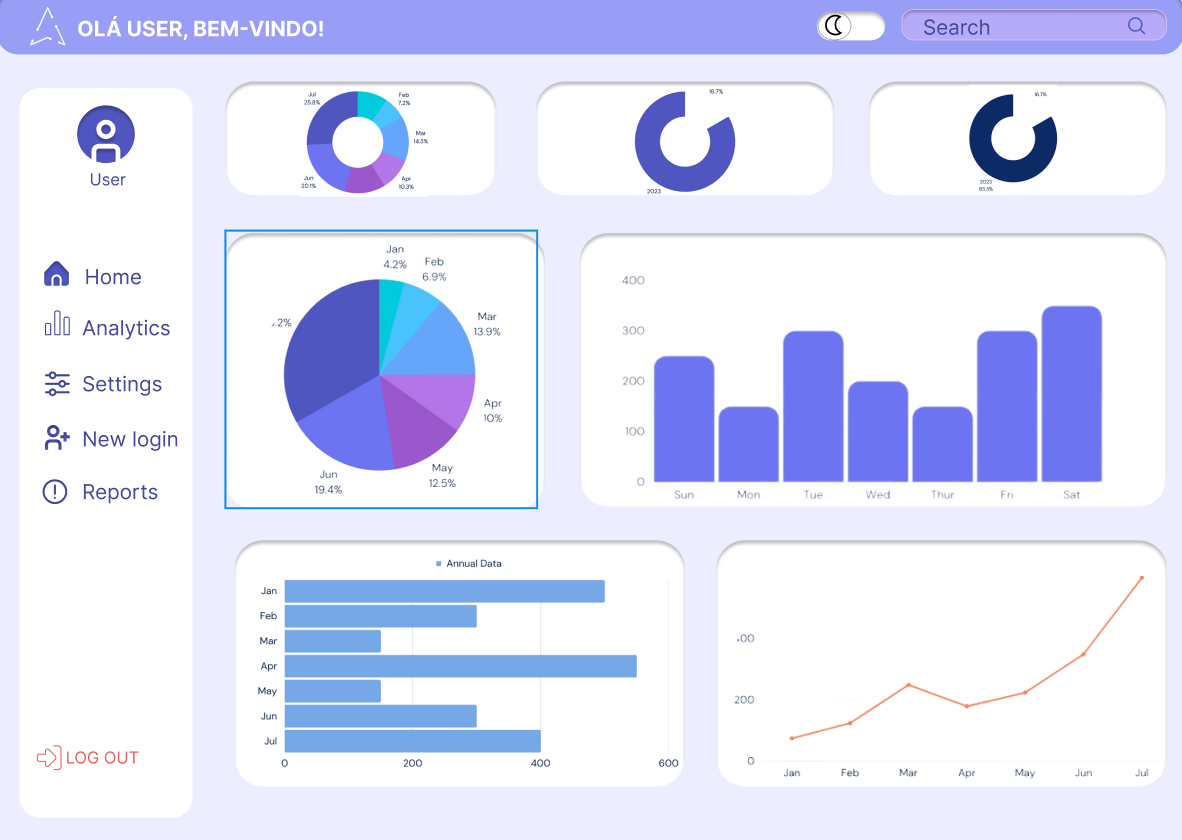 OLÁ USER, BEM-VINDO!
Search
User
Home
Analytics
Settings
New login
Reports
LOG OUT
Jul
25.8%
Feb
7.2%
Mar
14.3%
Apr
10.3%
Jun
20.1%
16.7%
2023
16.7%
2023
83.3%
Jan
4.2%
Feb
6.9%
Mar
13.9%
Apr
10%
May
12.5%
Jun
19.4%
.2%
400
300
200
100
0
Sun Mon Tue Wed Thur Fri Sat
Annual Data
Jan
Feb
Mar
Apr
May
Jun
Jul
0 200 400 600
00
200
0
Jan Feb Mar Apr May Jun Jul